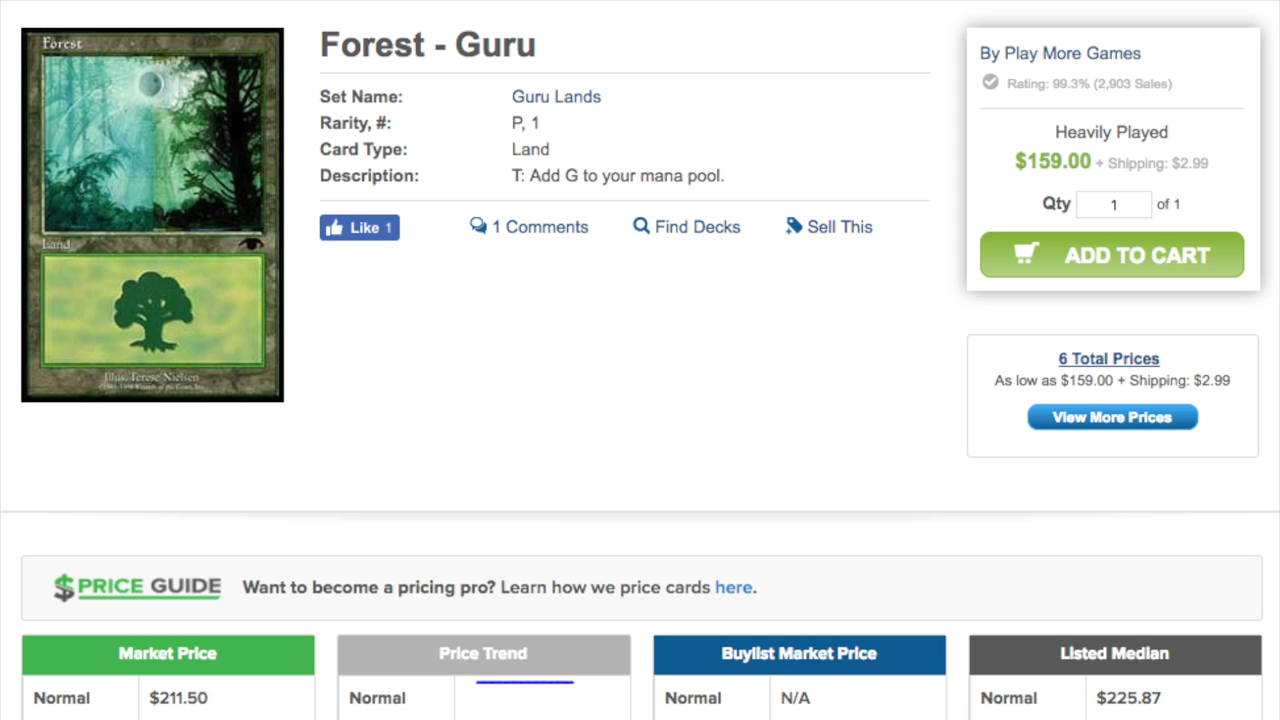 Forest
Land
Illus. Terese Nielsen
Forest - Guru
Set Name: Guru Lands
Rarity, #: P, 1
Card Type: Land
Description: T: Add G to your mana pool.
Like 1
1 Comments
Find Decks
Sell This
By Play More Games
Rating: 99.3% (2,903 Sales)
Heavily Played
$159.00 + Shipping: $2.99
Qty 1 of 1
ADD TO CART
6 Total Prices
As low as $159.00 + Shipping: $2.99
View More Prices
$PRICE GUIDE Want to become a pricing pro? Learn how we price cards here.
Market Price
Normal $211.50
Price Trend
Normal
Buylist Market Price
Normal N/A
Listed Median
Normal $225.87